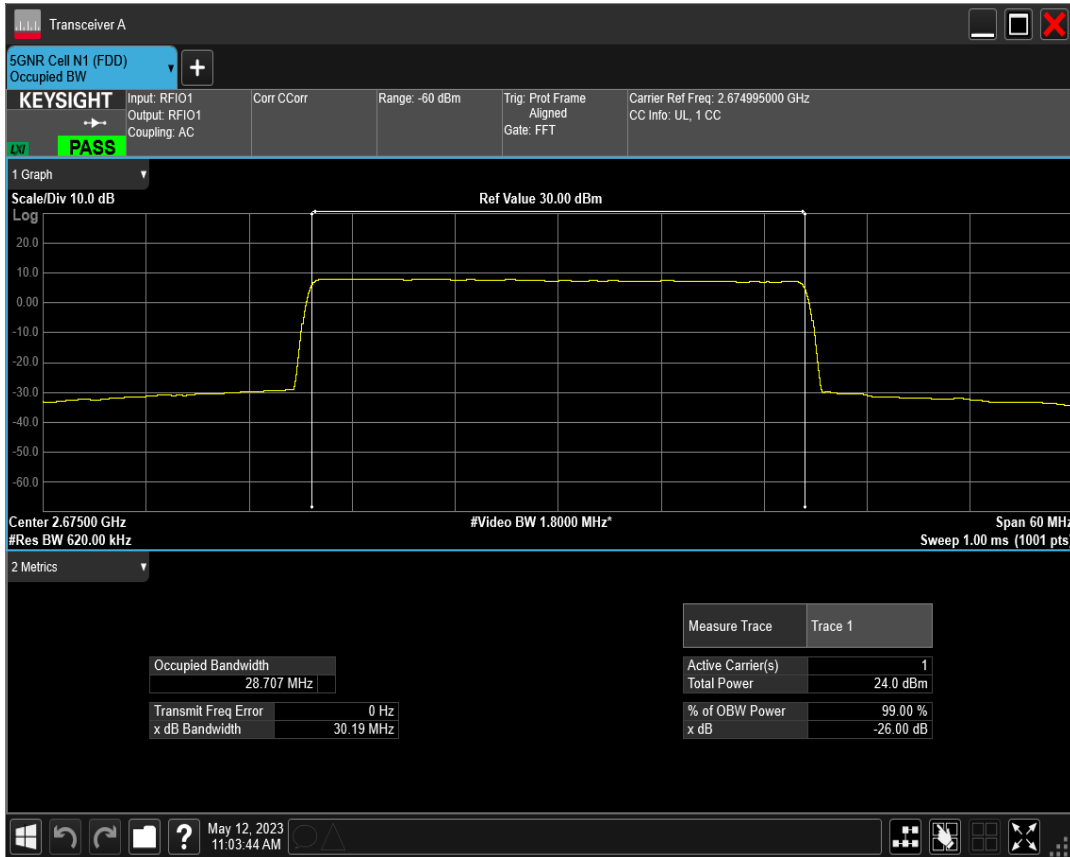 Transceiver A
5GNR Cell N1 (FDD)
Occupied BW
+
KEYSIGHT
LXI
PASS
Input: RFIO1
Output: RFIO1
Coupling: AC
Corr CCorr
Range: -60 dBm
Trig: Prot Frame
Aligned
Gate: FFT
Carrier Ref Freq: 2.674995000 GHz
CC Info: UL, 1 CC
1 Graph
Scale/Div 10.0 dB
Ref Value 30.00 dBm
Log
20.0
10.0
0.00
-10.0
-20.0
-30.0
-40.0
-50.0
-60.0
Center 2.67500 GHz
#Video BW 1.8000 MHz*
Span 60 MHz
#Res BW 620.00 kHz
Sweep 1.00 ms (1001 pts)
2 Metrics
Measure Trace Trace 1
Occupied Bandwidth
28.707 MHz
Active Carrier(s) 1
Total Power 24.0 dBm
Transmit Freq Error 0 Hz
x dB Bandwidth 30.19 MHz
% of OBW Power 99.00 %
x dB -26.00 dB
?
May 12, 2023
11:03:44 AM